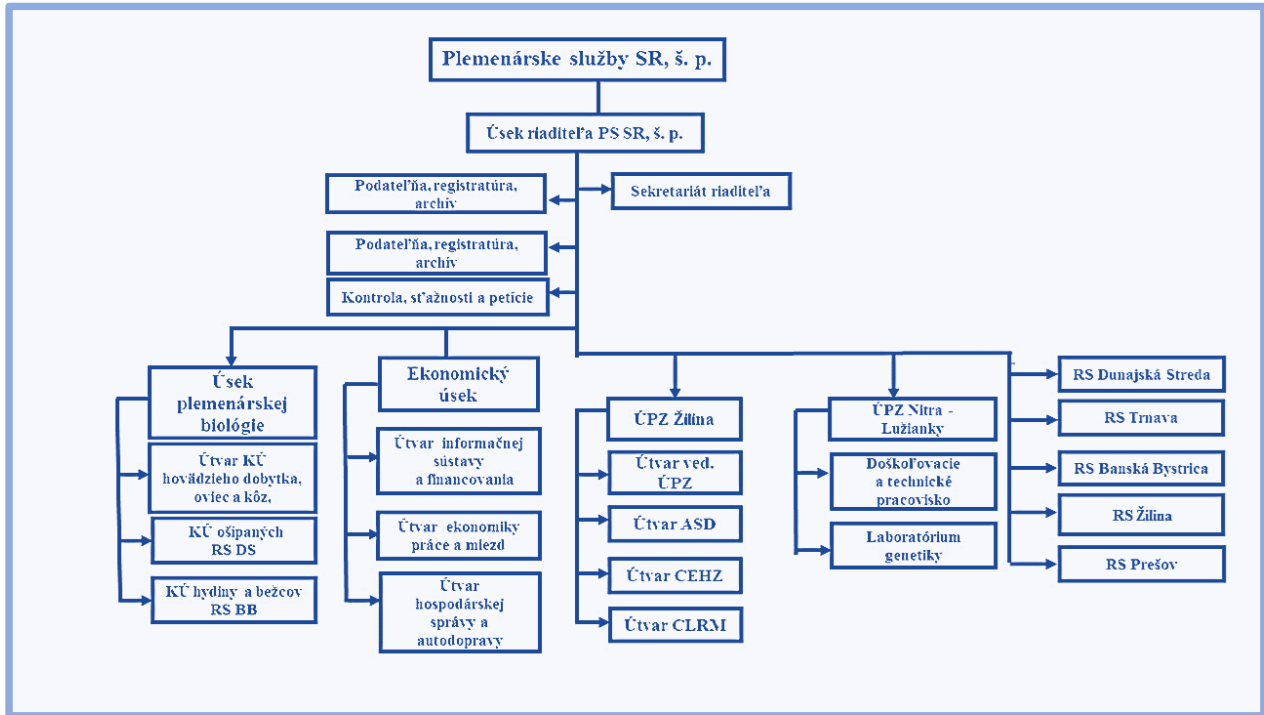 Plemenárske služby SR, š. p.
Úsek riaditeľa PS SR, š. p.
Podateľňa, registratúra,
archív
Sekretariát riaditeľa
Podateľňa, registratúra,
archív
Kontrola, sťažnosti a petície
Úsek
plemenárskej
biológie
Útvar KÚ
hovädzieho dobytka,
oviec a kôz,
KÚ ošípaných
RS DS
KÚ hydiny a bežcov
RS BB
Ekonomický
úsek
Útvar informačnej
sústavy
a financovania
Útvar ekonomiky
práce a miezd
Útvar
hospodárskej
správy a
autodopravy
ÚPZ Žilina
Útvar ved.
ÚPZ
Útvar ASD
Útvar CEHZ
Útvar CLRM
ÚPZ Nitra -
Lužianky
Doškoľovacie
a technické
pracovisko
Laboratórium
genetiky
RS Dunajská Streda
RS Trnava
RS Banská Bystrica
RS Žilina
RS Prešov